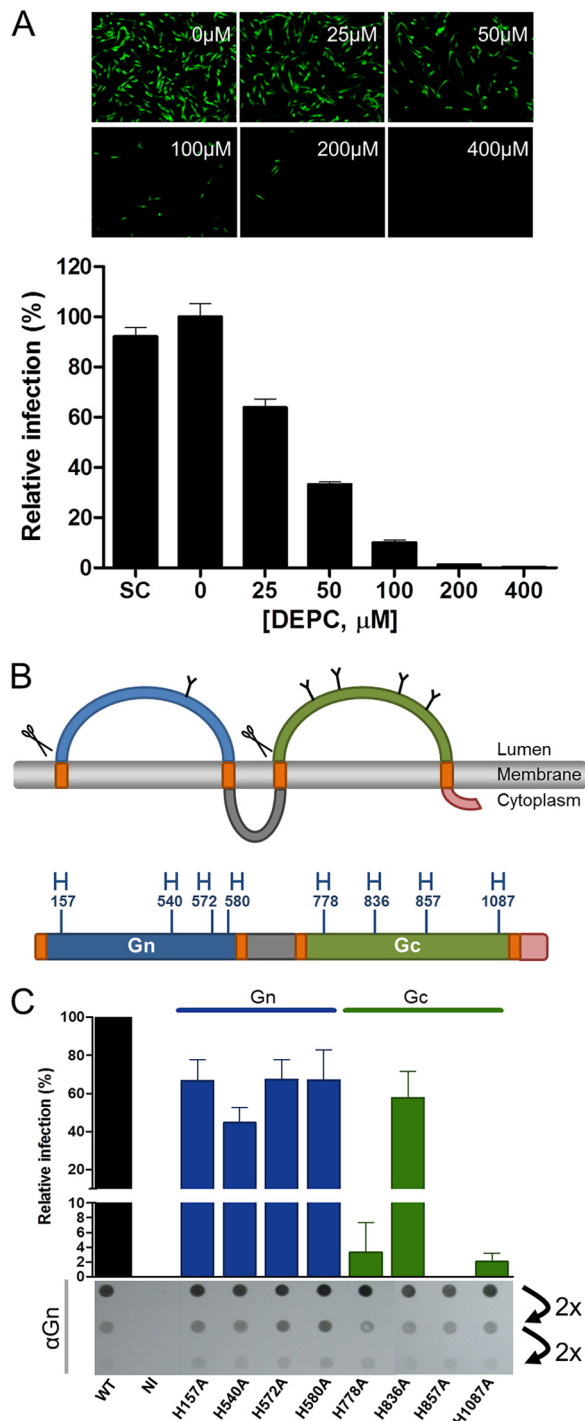 A
0µM
25µM
50µM
100µM
200µM
400µM
Relative infection (%)
120
100
80
60
40
20
0
SC 0 25 50 100 200 400
[DEPC, µM]
B
Lumen
Membrane
Cytoplasm
H H H H H H H H
157 540 572 580 778 836 857 1087
Gn Gc
C
Gn Gc
Relative infection (%)
100
80
60
40
20
10
8
6
4
2
0
αGn
2x
2x
WT NI H157A H540A H572A H580A H778A H836A H857A H1087A